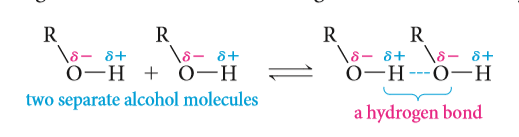 R R R R
δ− δ+ δ− δ+ δ− δ+ δ− δ+
O—H + O—H ⇌ O—H---O—H
two separate alcohol molecules
a hydrogen bond